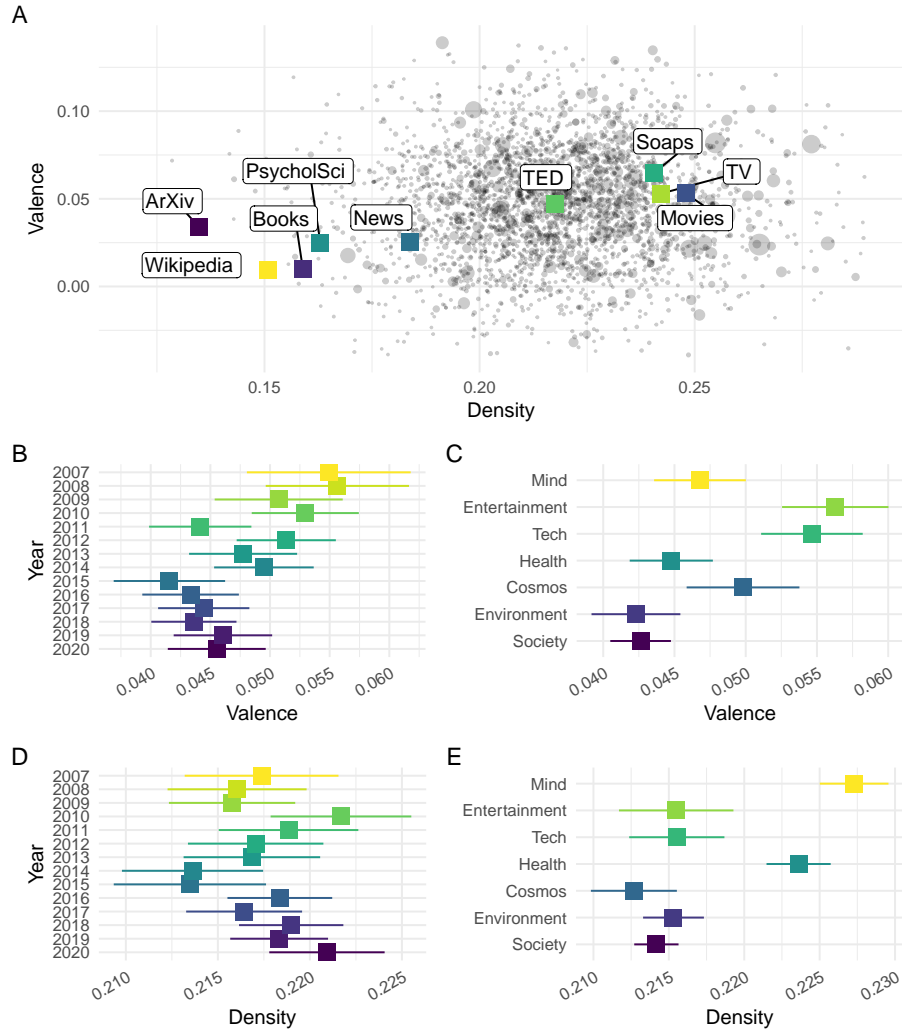 A
Valence
0.10
0.05
0.00
Soaps
PsycholSci
TED
TV
ArXiv
Books
News
Movies
Wikipedia
0.15
0.20
0.25
Density
B
Year
2007
2008
2009
2010
2011
2012
2013
2014
2015
2016
2017
2018
2019
2020
0.040
0.045
0.050
0.055
0.060
Valence
C
Mind
Entertainment
Tech
Health
Cosmos
Environment
Society
0.040
0.045
0.050
0.055
0.060
Valence
D
Year
2007
2008
2009
2010
2011
2012
2013
2014
2015
2016
2017
2018
2019
2020
0.210
0.215
0.220
0.225
Density
E
Mind
Entertainment
Tech
Health
Cosmos
Environment
Society
0.210
0.215
0.220
0.225
0.230
Density